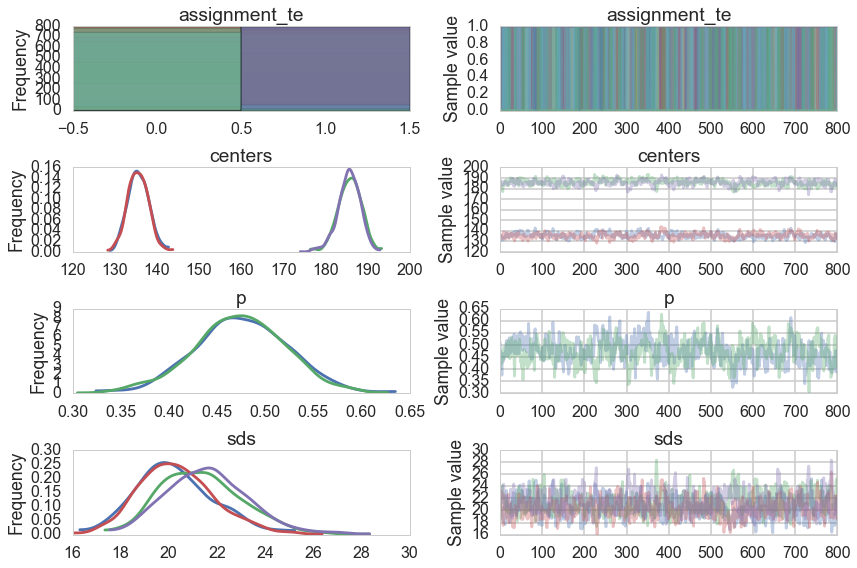 assignment_te
Frequency
800
700
600
500
400
300
200
100
0
−0.5 0.0 0.5 1.0 1.5
assignment_te
Sample value
1.0
0.8
0.6
0.4
0.2
0.0
0 100 200 300 400 500 600 700 800
centers
Frequency
0.16
0.14
0.12
0.10
0.08
0.06
0.04
0.02
0.00
120 130 140 150 160 170 180 190 200
centers
Sample value
200
190
180
170
160
150
140
130
120
0 100 200 300 400 500 600 700 800
p
Frequency
9
8
7
6
5
4
3
2
1
0
0.30 0.35 0.40 0.45 0.50 0.55 0.60 0.65
p
Sample value
0.65
0.60
0.55
0.50
0.45
0.40
0.35
0.30
0 100 200 300 400 500 600 700 800
sds
Frequency
0.30
0.25
0.20
0.15
0.10
0.05
0.00
16 18 20 22 24 26 28 30
sds
Sample value
30
28
26
24
22
20
18
16
0 100 200 300 400 500 600 700 800